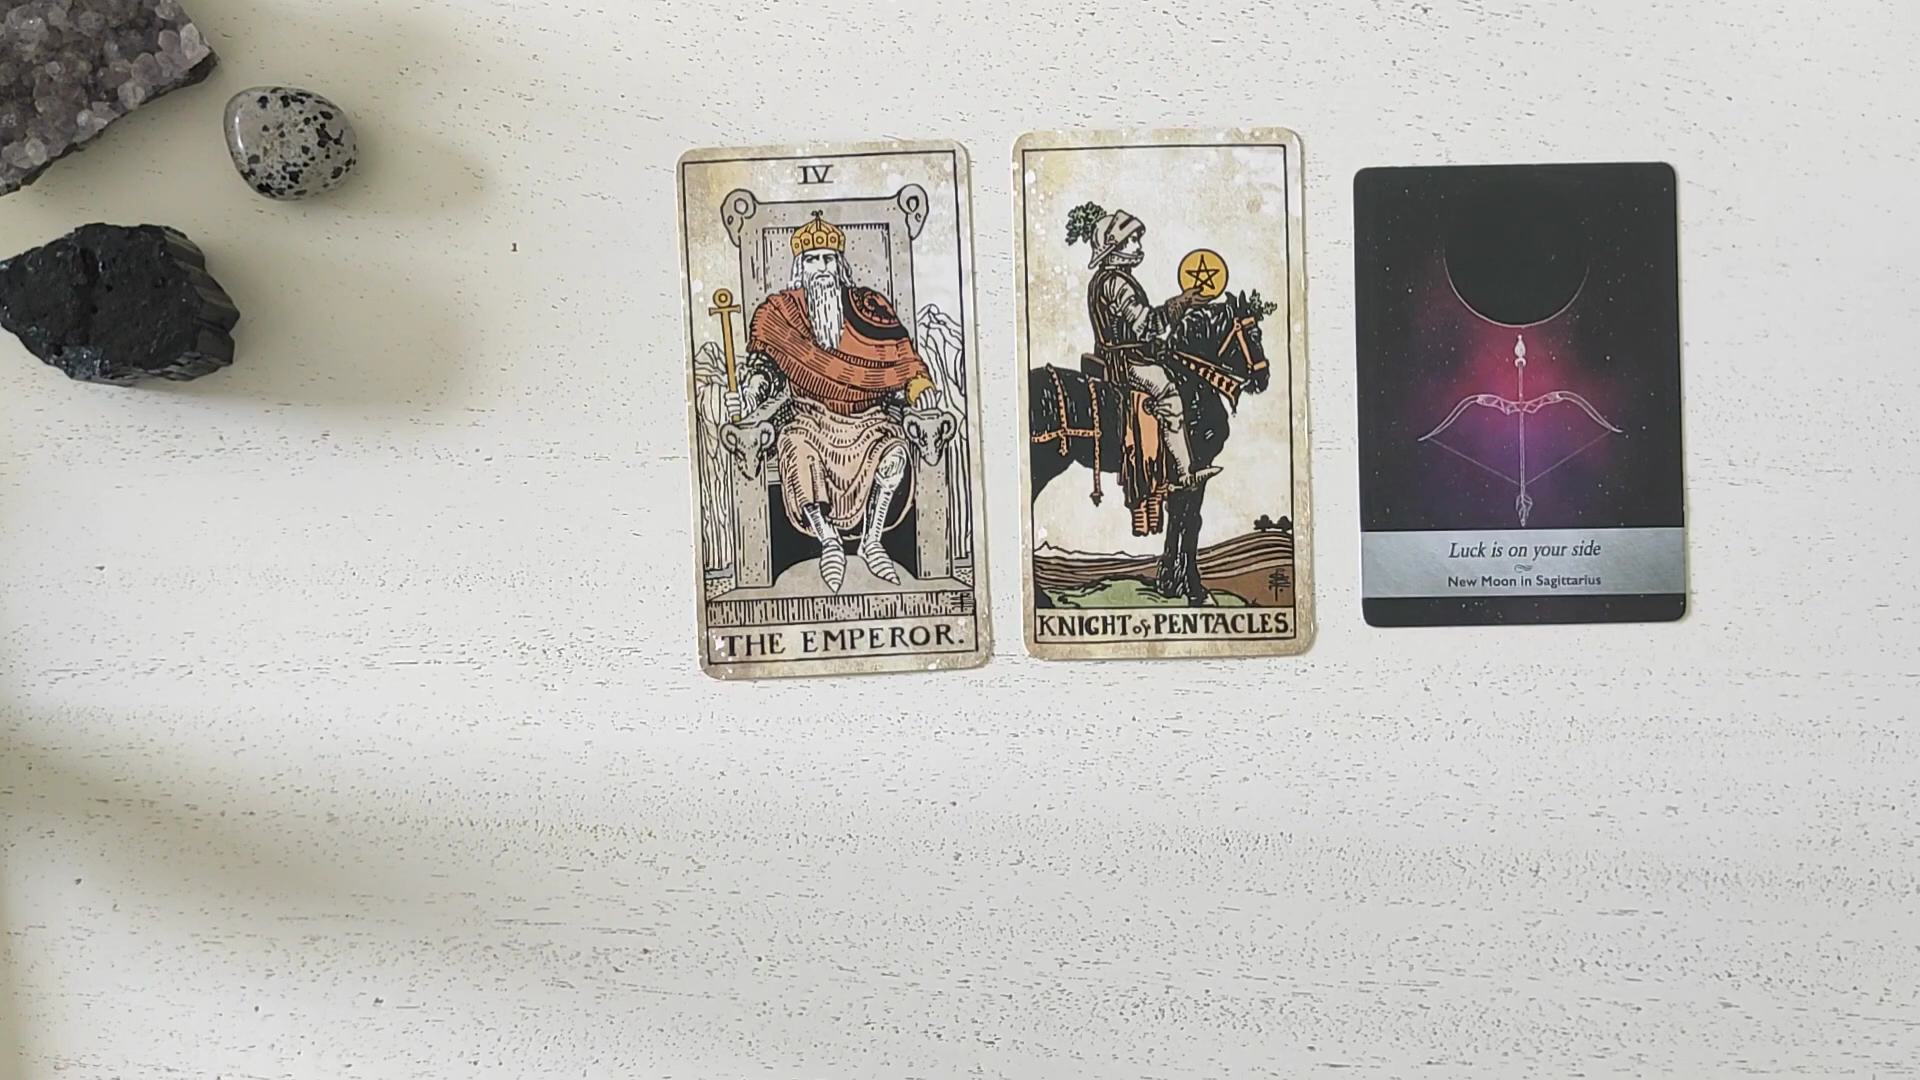 IV
THE EMPEROR.
KNIGHT of PENTACLES.
Luck is on your side
New Moon in Sagittarius